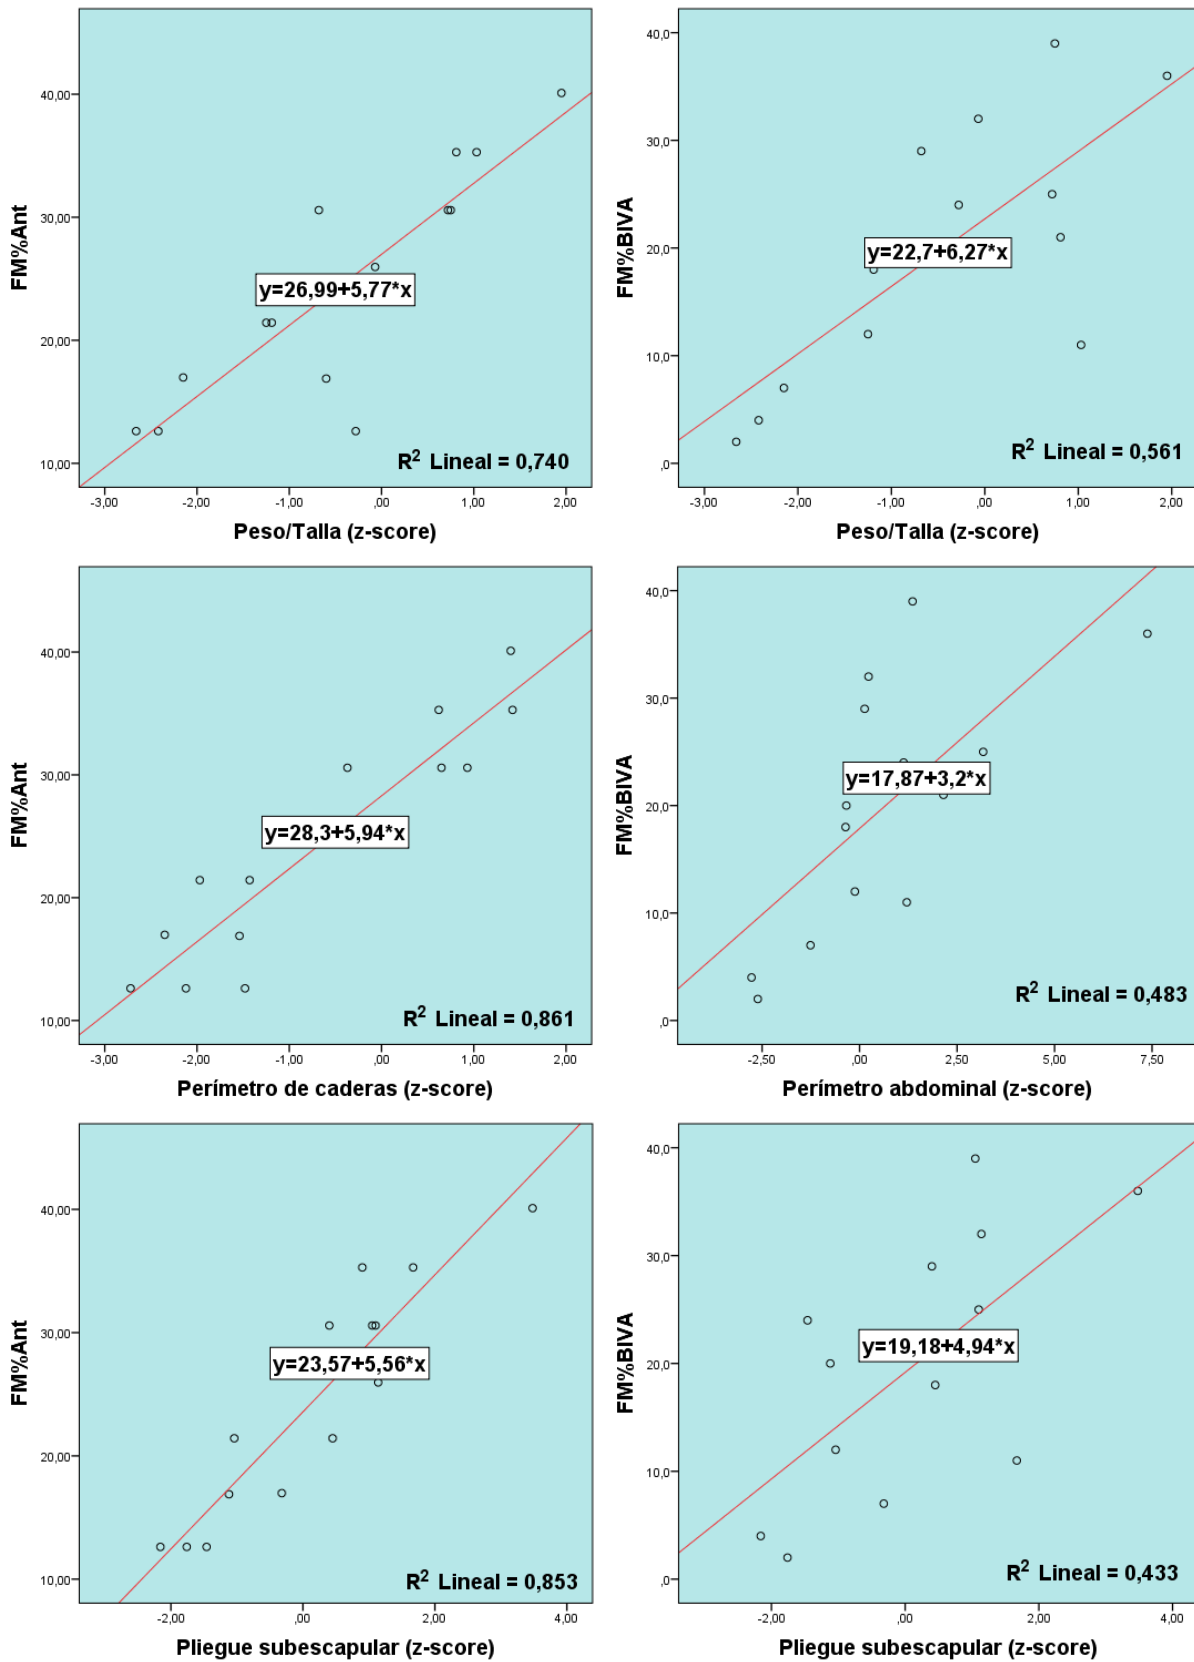 40,00
30,00
20,00
10,00
FM%Ant
y=26,99+5,77*x
R² Lineal = 0,740
-3,00 -2,00 -1,00 ,00 1,00 2,00
Peso/Talla (z-score)
40,0
30,0
20,0
10,0
,0
FM%BIVA
y=22,7+6,27*x
R² Lineal = 0,561
-3,00 -2,00 -1,00 ,00 1,00 2,00
Peso/Talla (z-score)
40,00
30,00
20,00
10,00
FM%Ant
y=28,3+5,94*x
R² Lineal = 0,861
-3,00 -2,00 -1,00 ,00 1,00 2,00
Perímetro de caderas (z-score)
40,0
30,0
20,0
10,0
,0
FM%BIVA
y=17,87+3,2*x
R² Lineal = 0,483
-2,50 ,00 2,50 5,00 7,50
Perímetro abdominal (z-score)
40,00
30,00
20,00
10,00
FM%Ant
y=23,57+5,56*x
R² Lineal = 0,853
-2,00 ,00 2,00 4,00
Pliegue subescapular (z-score)
40,0
30,0
20,0
10,0
,0
FM%BIVA
y=19,18+4,94*x
R² Lineal = 0,433
-2,00 ,00 2,00 4,00
Pliegue subescapular (z-score)